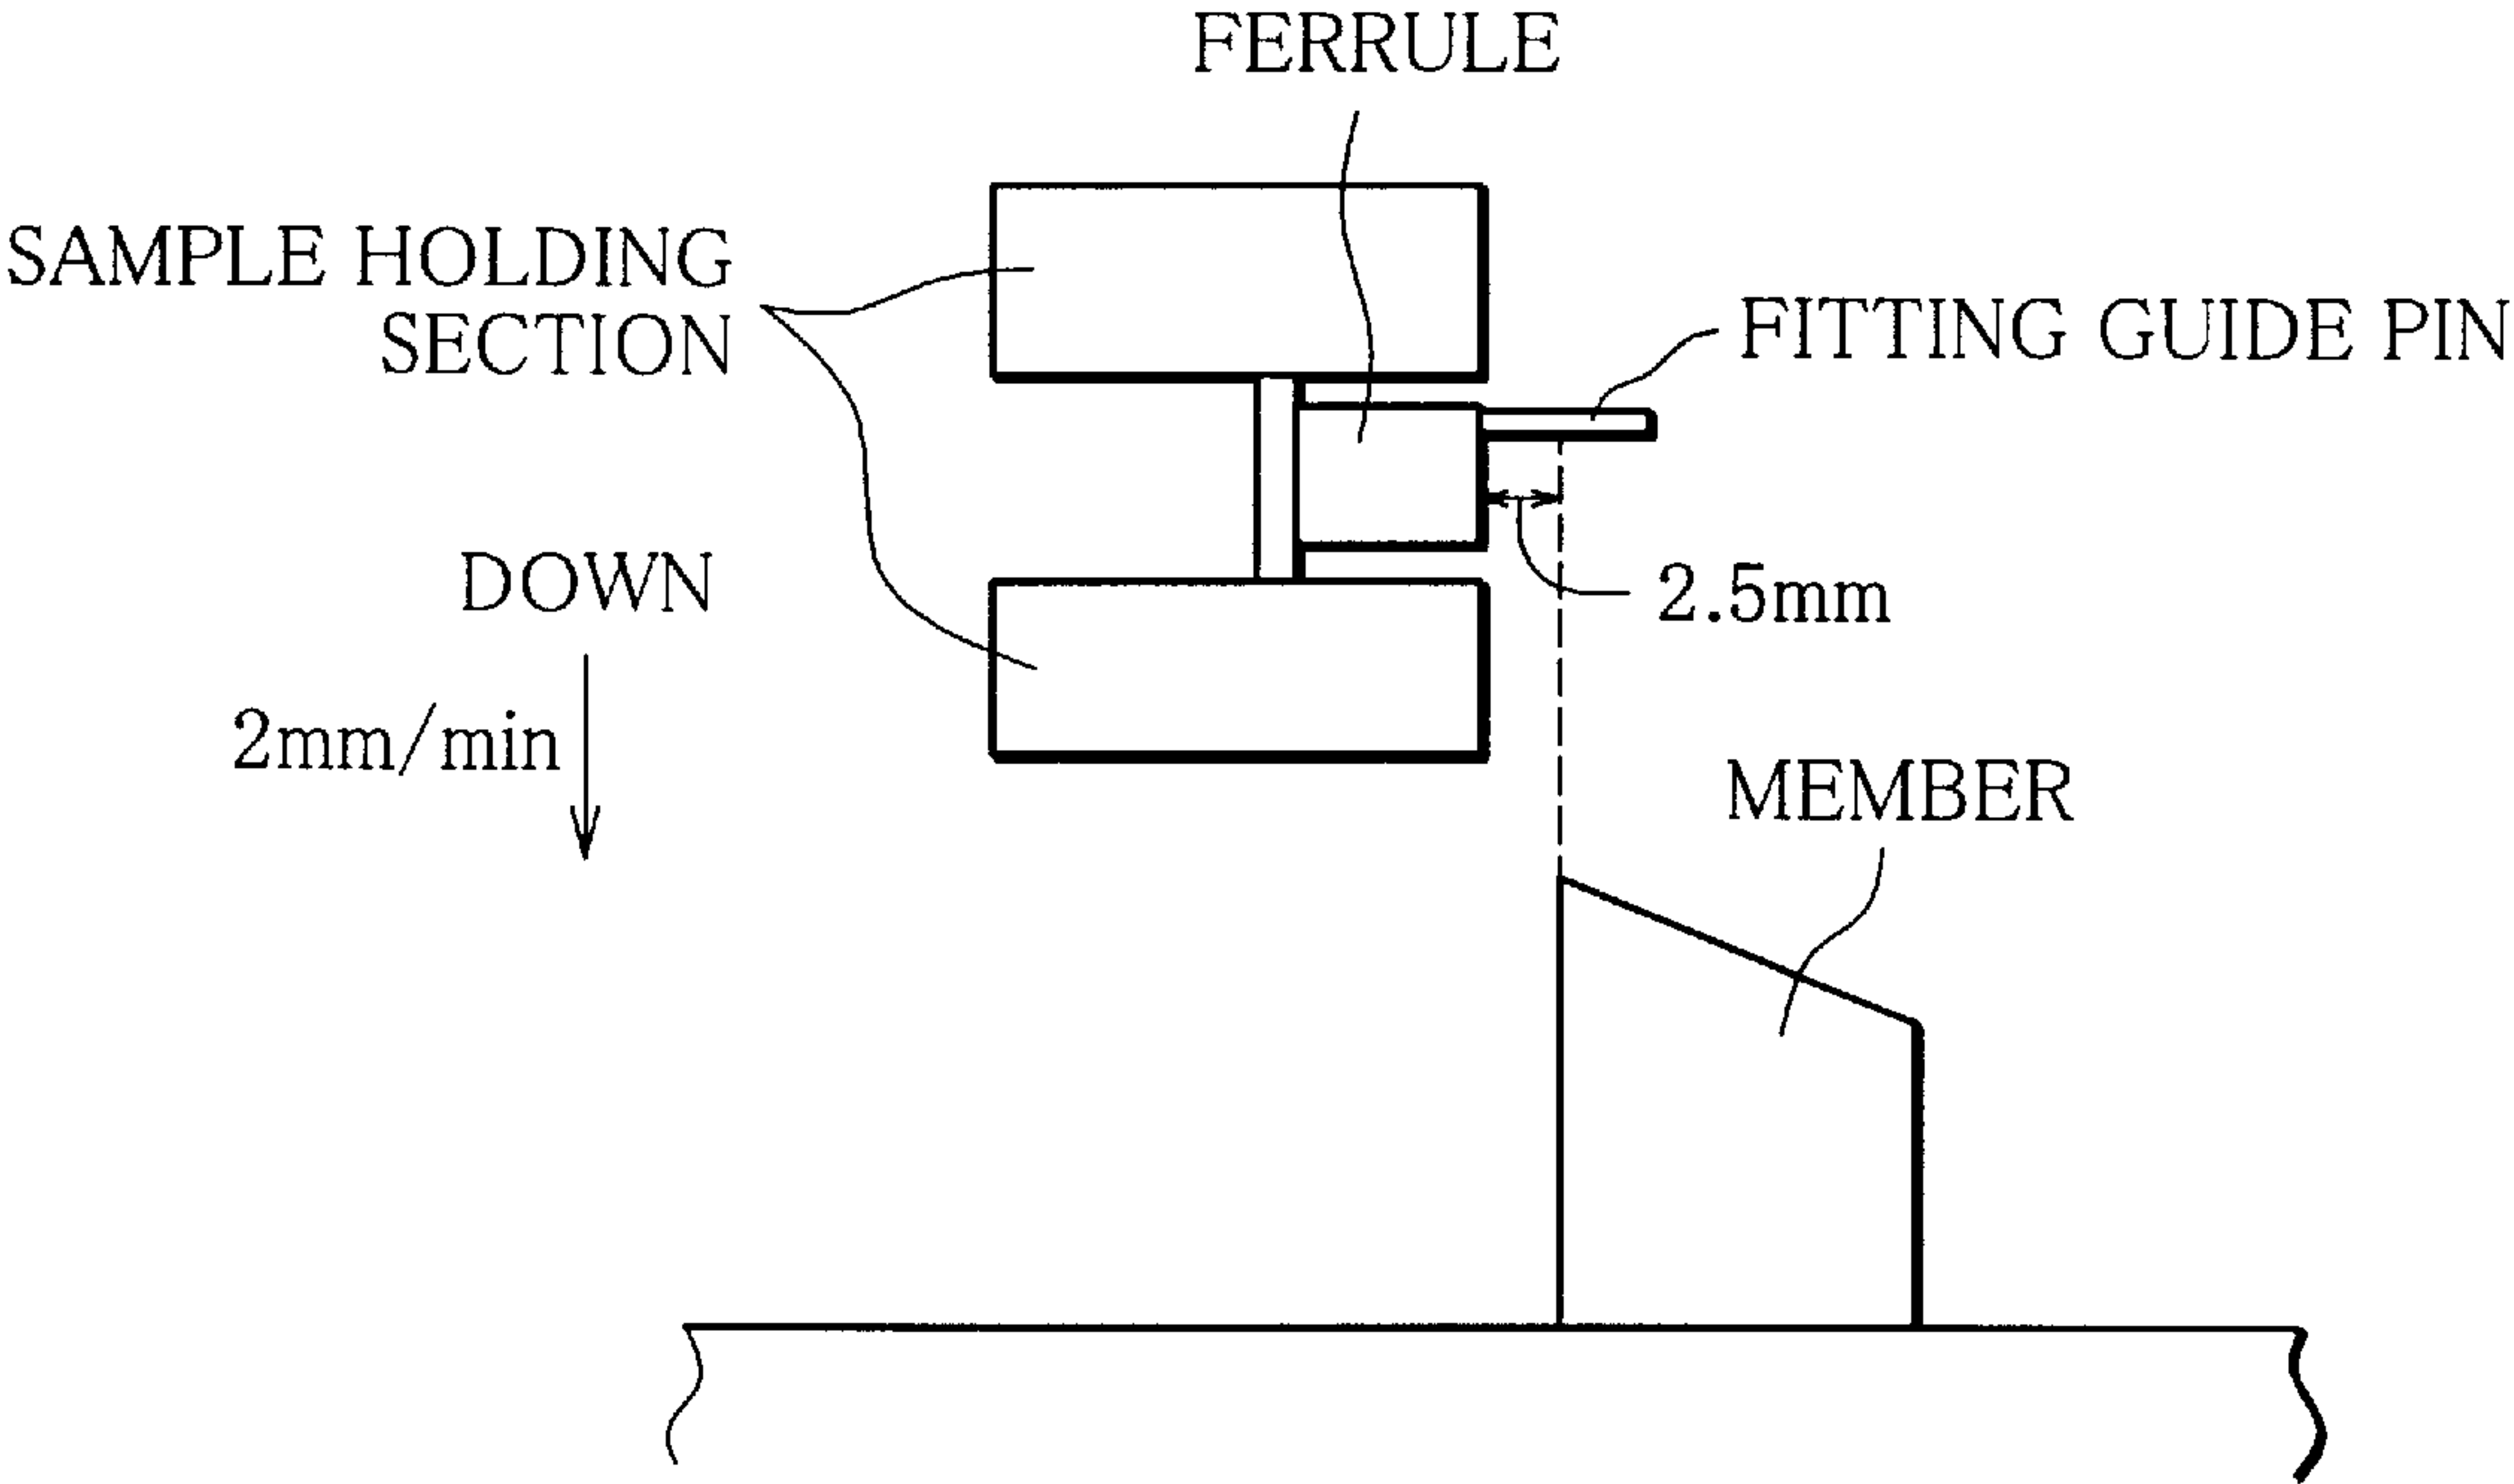 FERRULE
SAMPLE HOLDING
SECTION
FITTING GUIDE PIN
DOWN
2.5mm
2mm/min
MEMBER